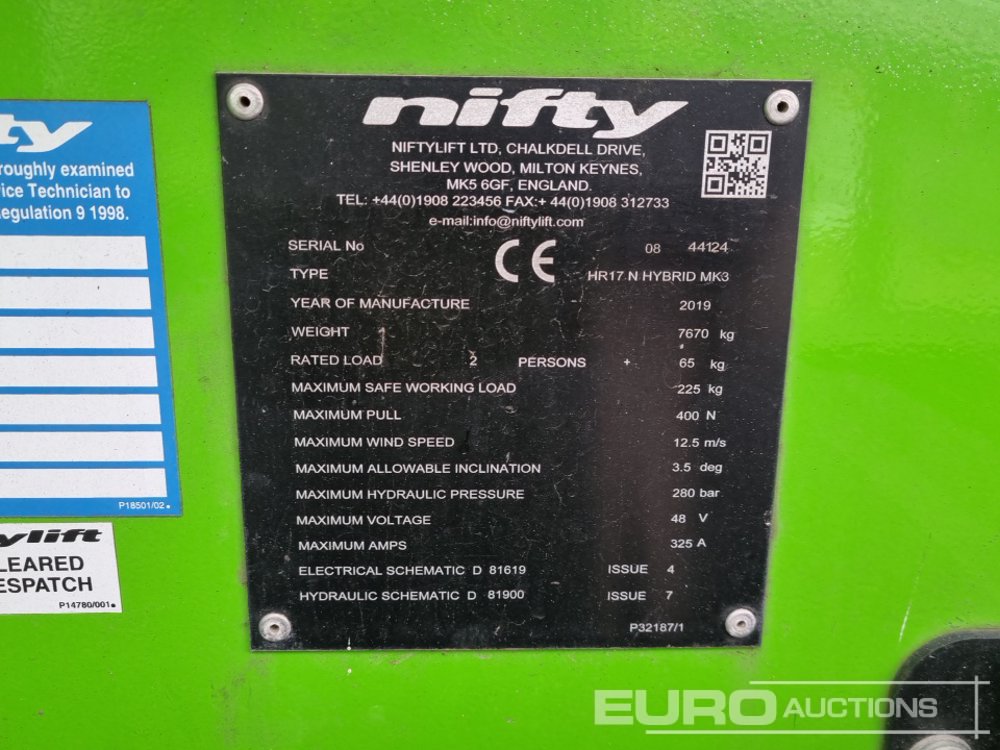 ty
roughly examined
ice Technician to
egulation 9 1998.
P18501/02
ylift
LEARED
ESPATCH
P14780/001
nifty
NIFTYLIFT LTD, CHALKDELL DRIVE,
SHENLEY WOOD, MILTON KEYNES,
MK5 6GF, ENGLAND.
TEL: +44(0)1908 223456 FAX:+ 44(0)1908 312733
e-mail:info@niftylift.com
SERIAL No CE 08 44124
TYPE HR17 N HYBRID MK3
YEAR OF MANUFACTURE 2019
WEIGHT 7670 kg
RATED LOAD 2 PERSONS + 65 kg
MAXIMUM SAFE WORKING LOAD 225 kg
MAXIMUM PULL 400 N
MAXIMUM WIND SPEED 12.5 m/s
MAXIMUM ALLOWABLE INCLINATION 3.5 deg
MAXIMUM HYDRAULIC PRESSURE 280 bar
MAXIMUM VOLTAGE 48 V
MAXIMUM AMPS 325 A
ELECTRICAL SCHEMATIC D 81619 ISSUE 4
HYDRAULIC SCHEMATIC D 81900 ISSUE 7
P32187/1
EURO AUCTIONS